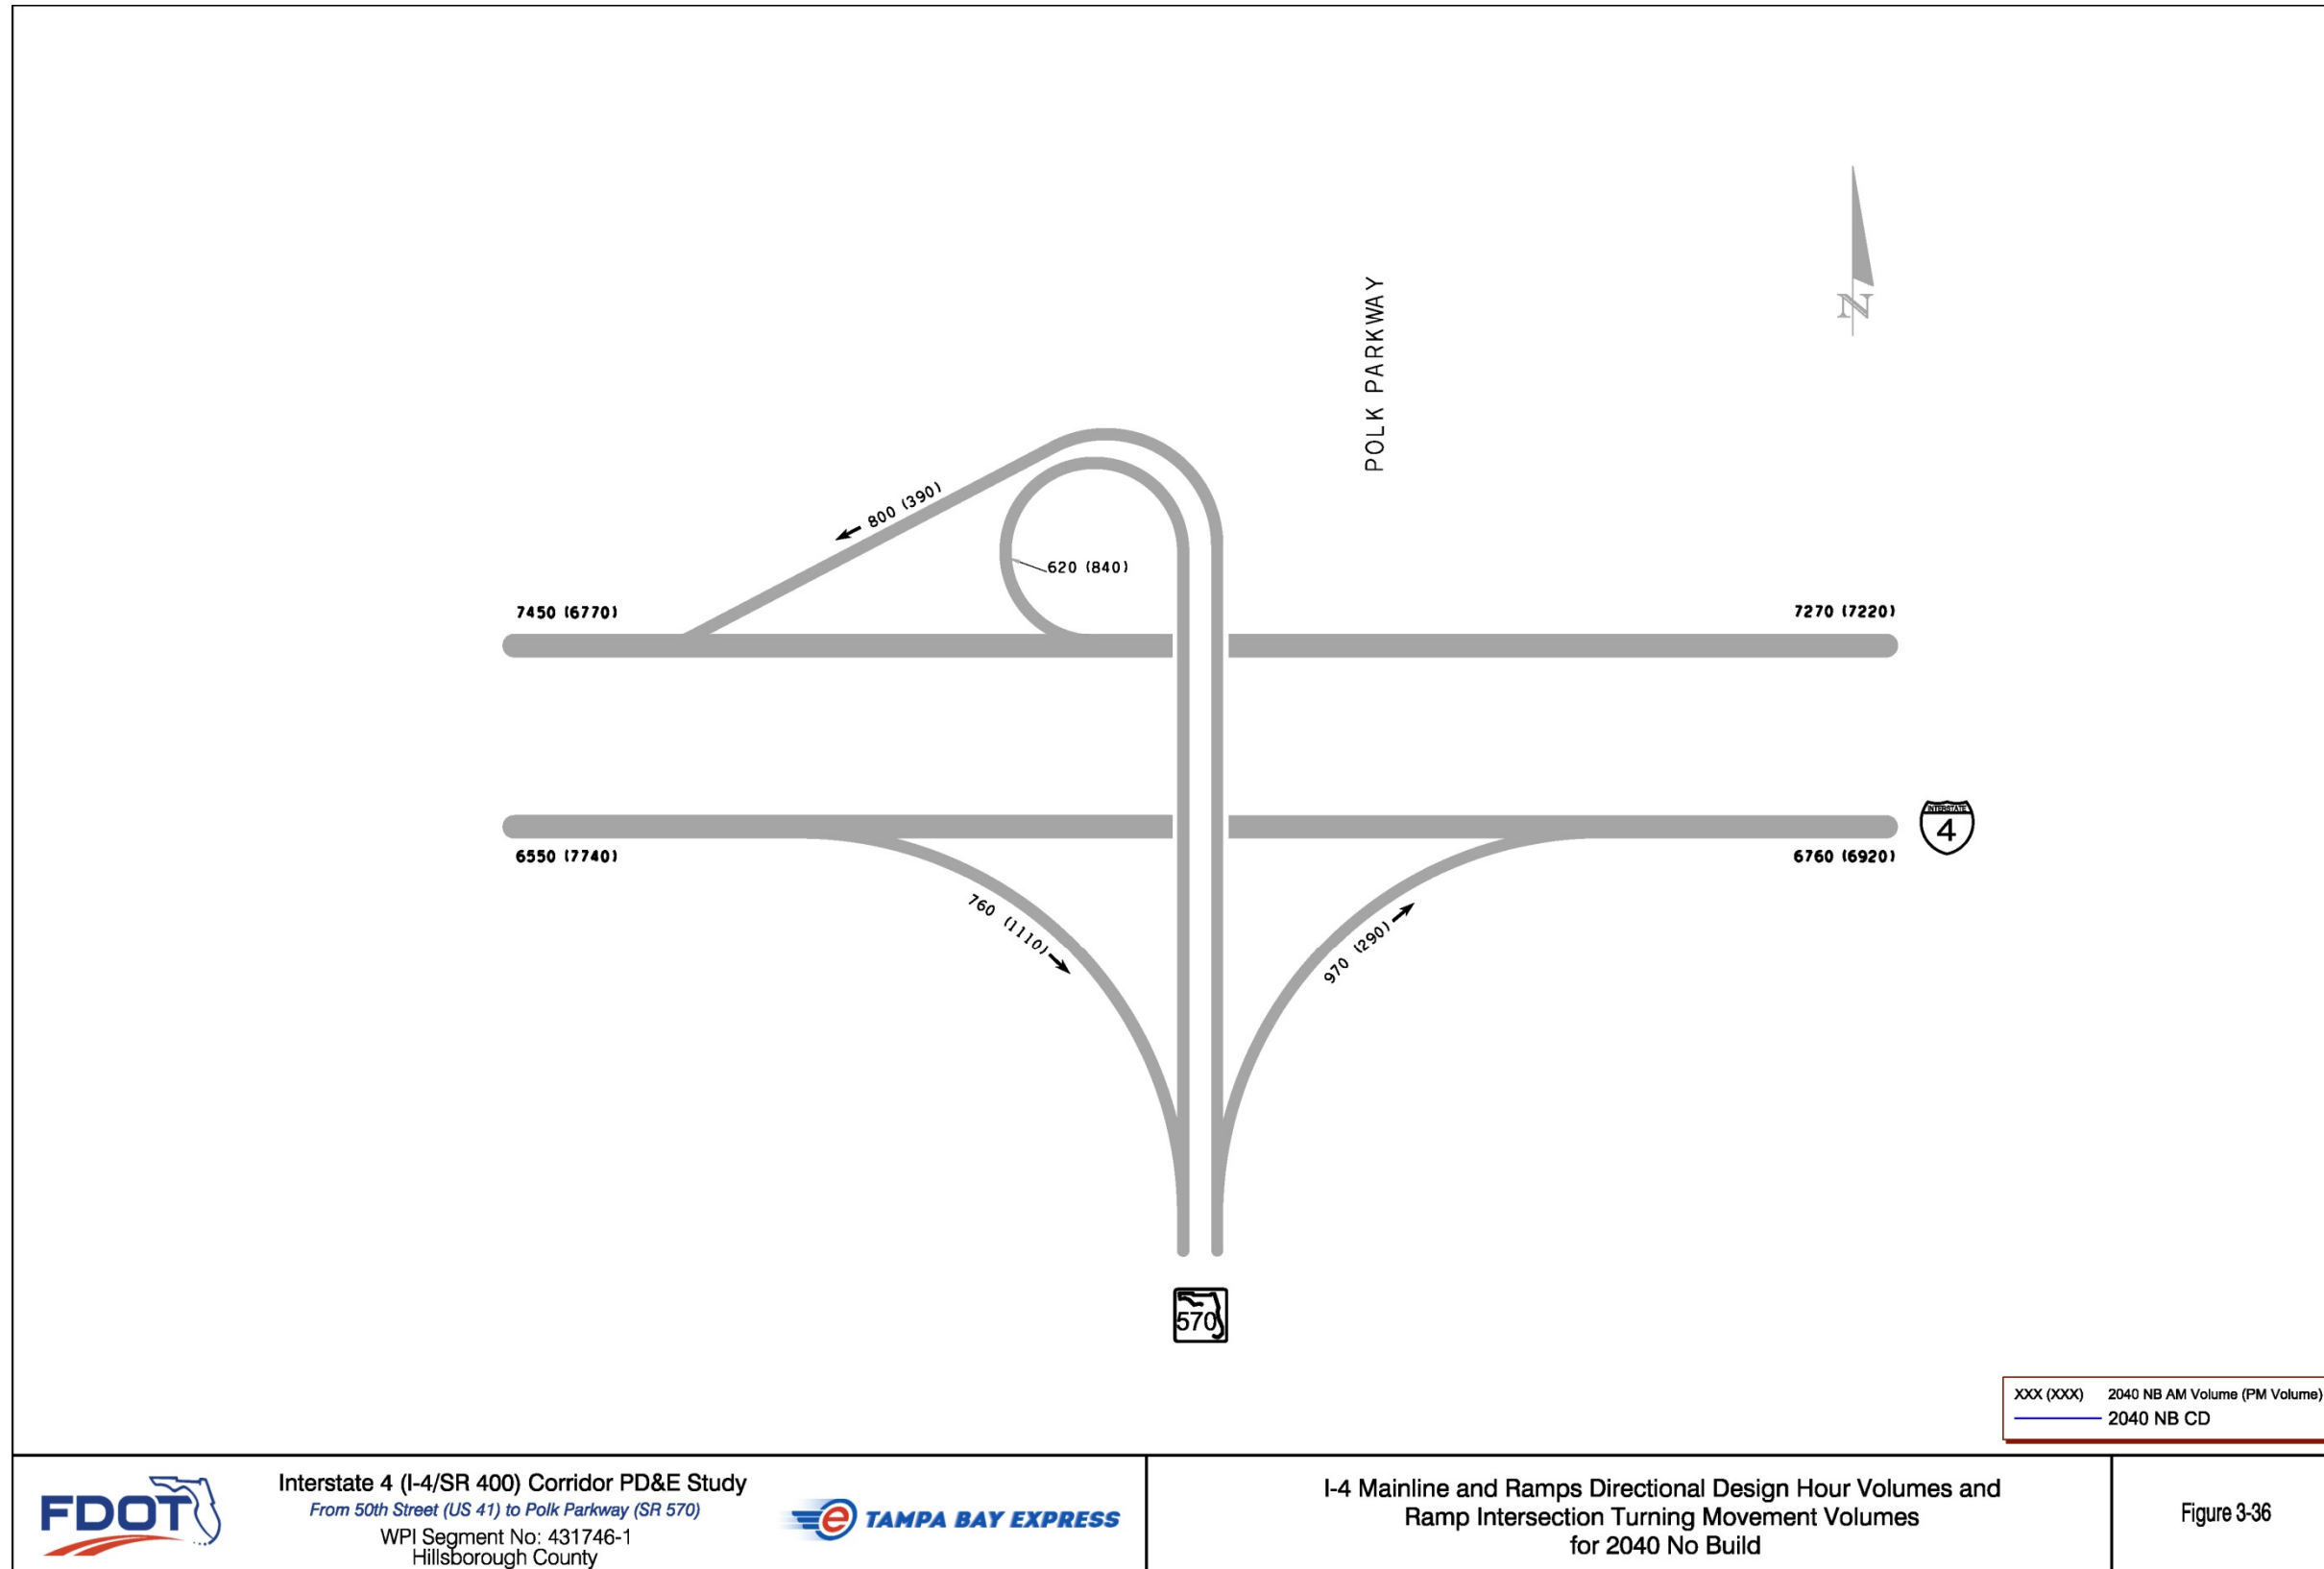 N
POLK PARKWAY
800 (390)
620 (840)
7450 (6770)
7270 (7220)
INTERSTATE
4
6550 (7740)
6760 (6920)
760 (1110)
970 (290)
570
XXX (XXX) 2040 NB AM Volume (PM Volume)
2040 NB CD
FDOT
Interstate 4 (I-4/SR 400) Corridor PD&E Study
From 50th Street (US 41) to Polk Parkway (SR 570)
WPI Segment No: 431746-1
Hillsborough County
e TAMPA BAY EXPRESS
I-4 Mainline and Ramps Directional Design Hour Volumes and
Ramp Intersection Turning Movement Volumes
for 2040 No Build
Figure 3-36